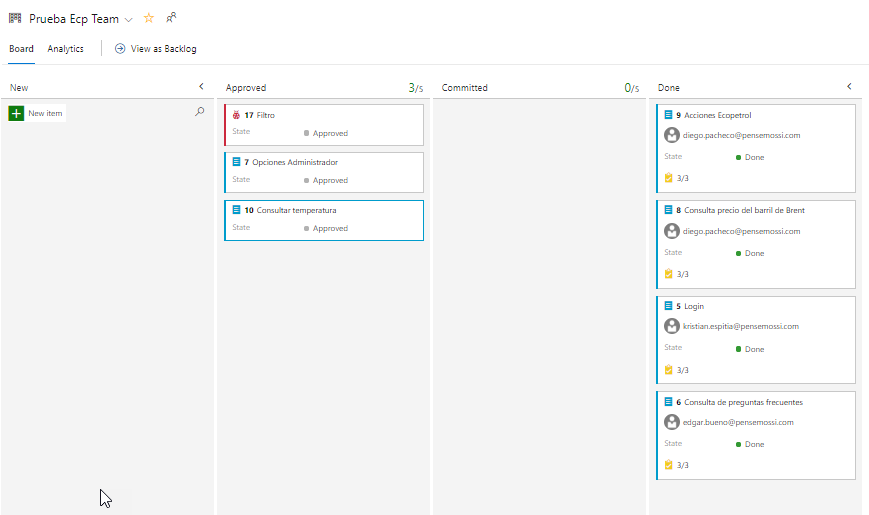 Prueba Ecp Team
Board Analytics View as Backlog
New
New item
Approved 3/5
17 Filtro
State Approved
7 Opciones Administrador
State Approved
10 Consultar temperatura
State Approved
Committed 0/5
Done
9 Acciones Ecopetrol
diego.pacheco@pensemossi.com
State Done
3/3
8 Consulta precio del barril de Brent
diego.pacheco@pensemossi.com
State Done
3/3
5 Login
kristian.espitia@pensemossi.com
State Done
3/3
6 Consulta de preguntas frecuentes
edgar.bueno@pensemossi.com
State Done
3/3